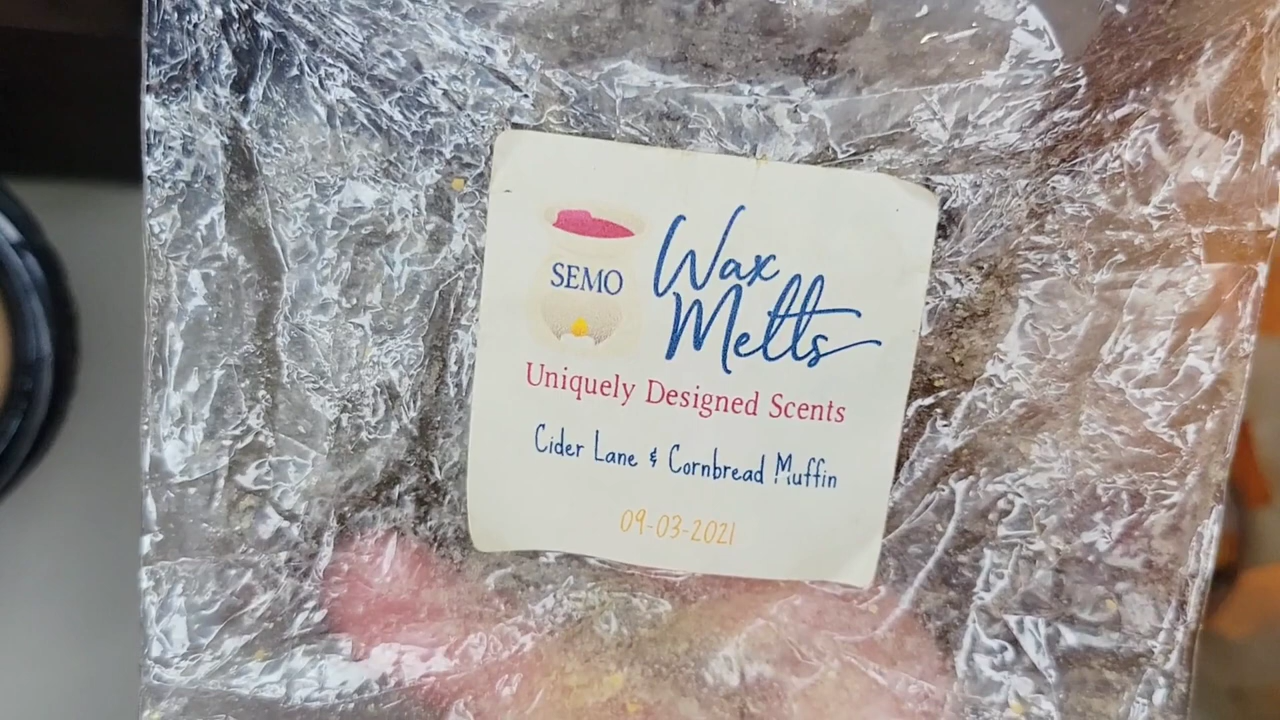 SEMO
Wax
Melts
Uniquely Designed Scents
Cider Lane & Cornbread Muffin
09-03-2021